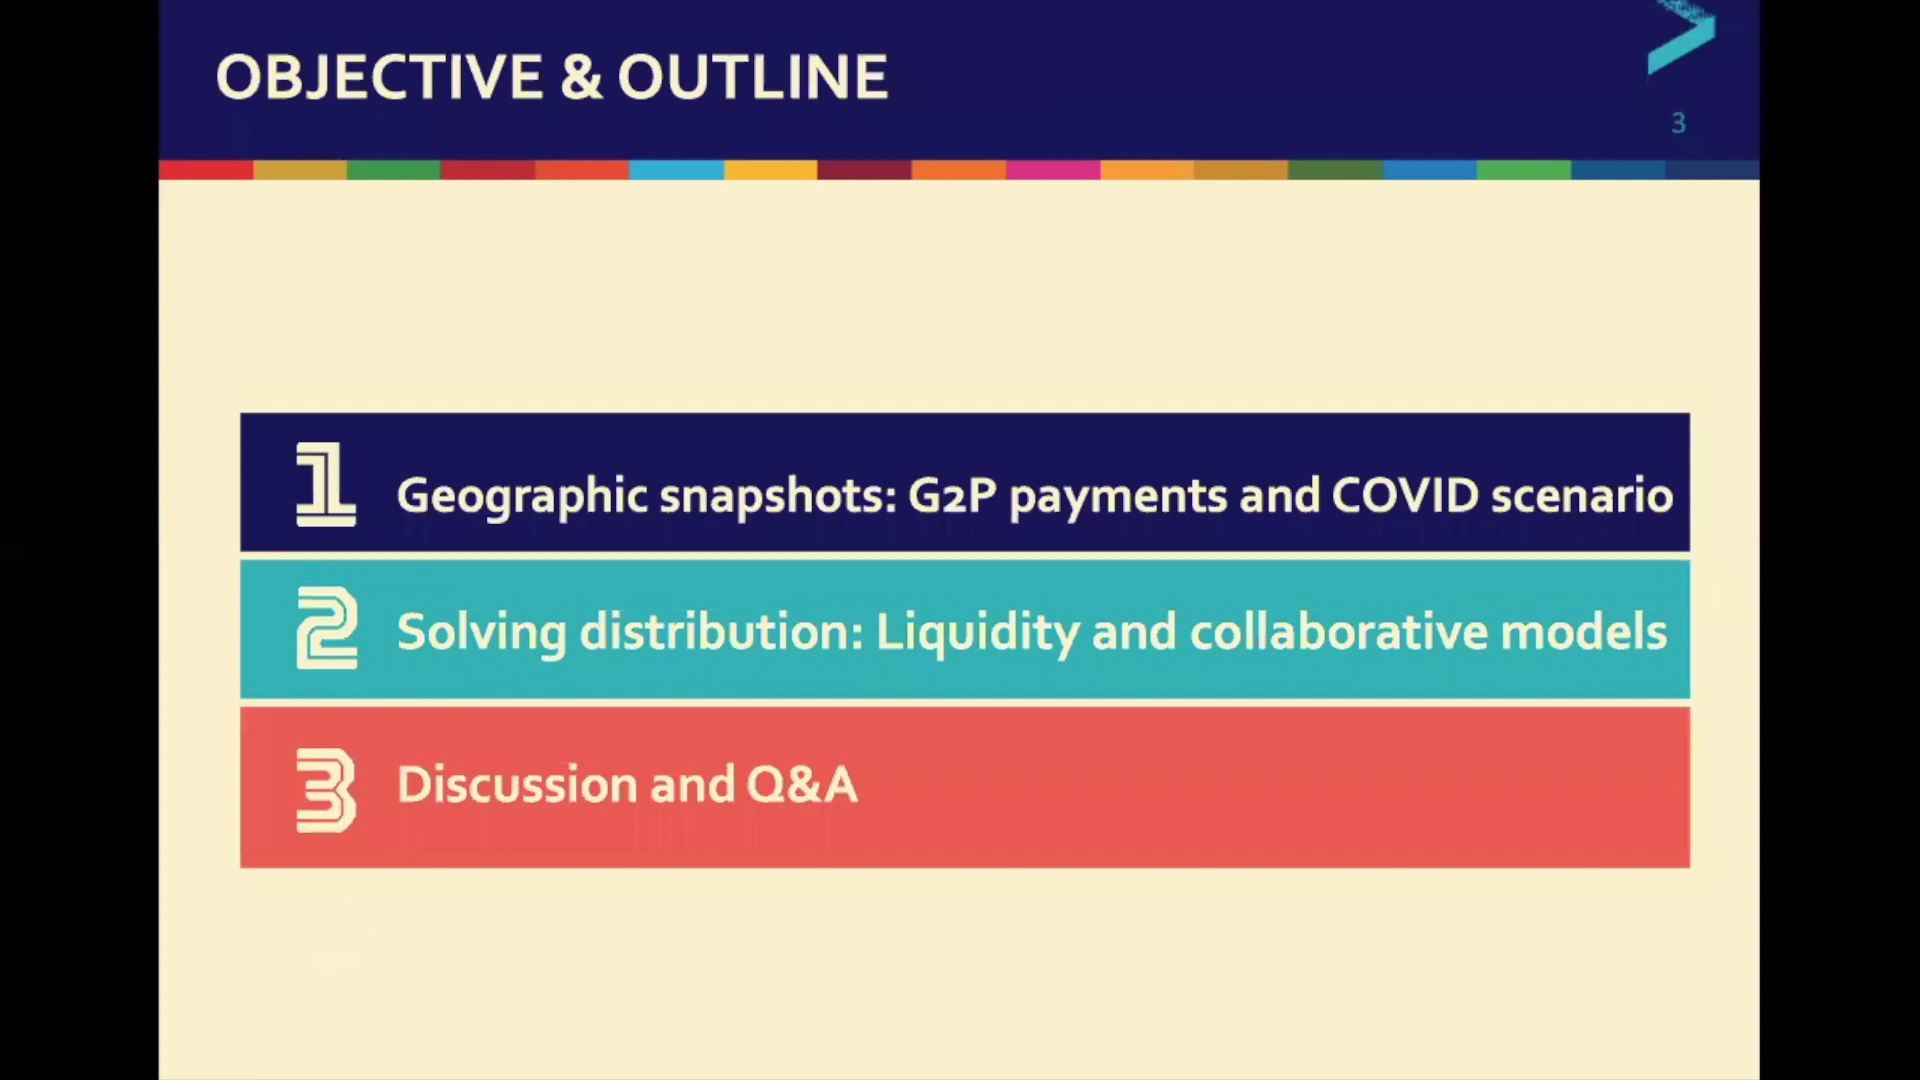 OBJECTIVE & OUTLINE
3
1 Geographic snapshots: G2P payments and COVID scenario
2 Solving distribution: Liquidity and collaborative models
3 Discussion and Q&A